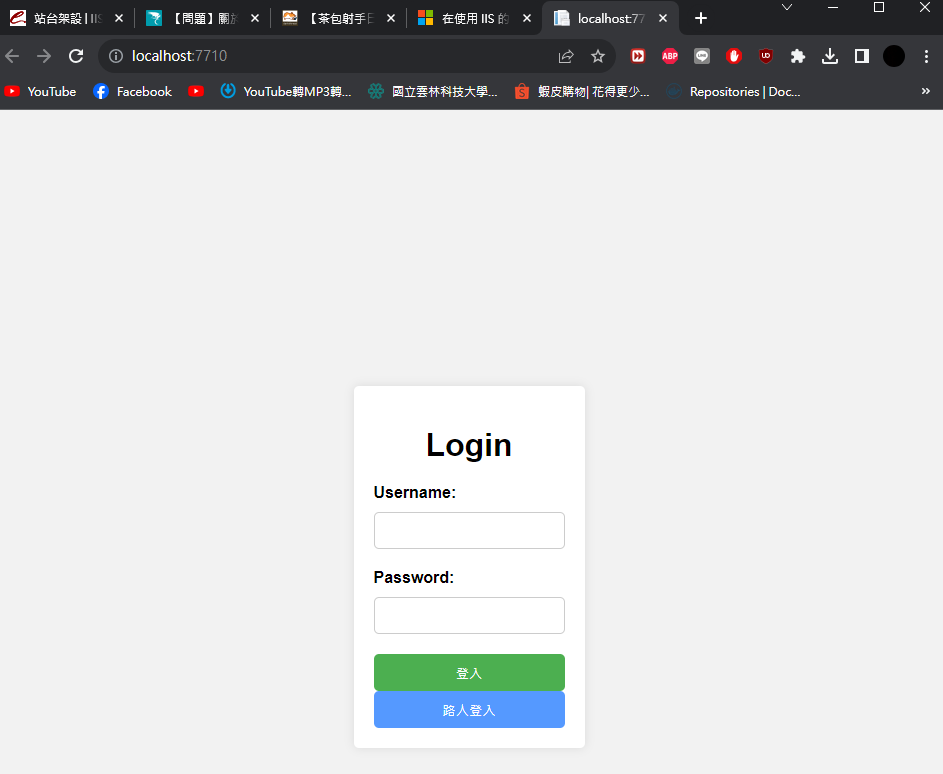 站台架設 | IIS
【問題】關於
【茶包射手日
在使用 IIS 的
localhost:77
localhost:7710
YouTube
Facebook
YouTube轉MP3轉...
國立雲林科技大學...
蝦皮購物| 花得更少...
Repositories | Doc...
Login
Username:
Password:
登入
路人登入